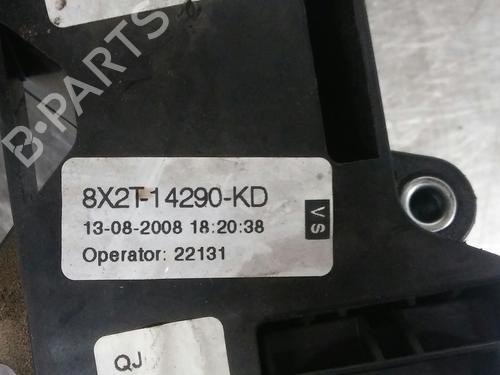 B-PARTS
8X2T-14290-KD
13-08-2008 18:20:38
Operator: 22131
VS
QJ